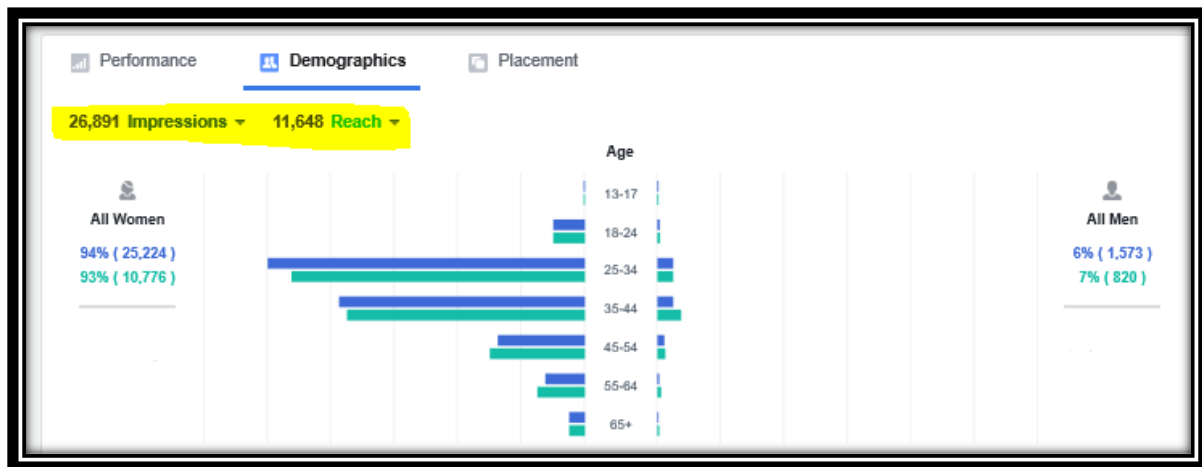 Performance
Demographics
Placement
26,891 Impressions
11,648 Reach
Age
All Women
94% ( 25,224 )
93% ( 10,776 )
13-17
18-24
25-34
35-44
45-54
55-64
65+
All Men
6% ( 1,573 )
7% ( 820 )